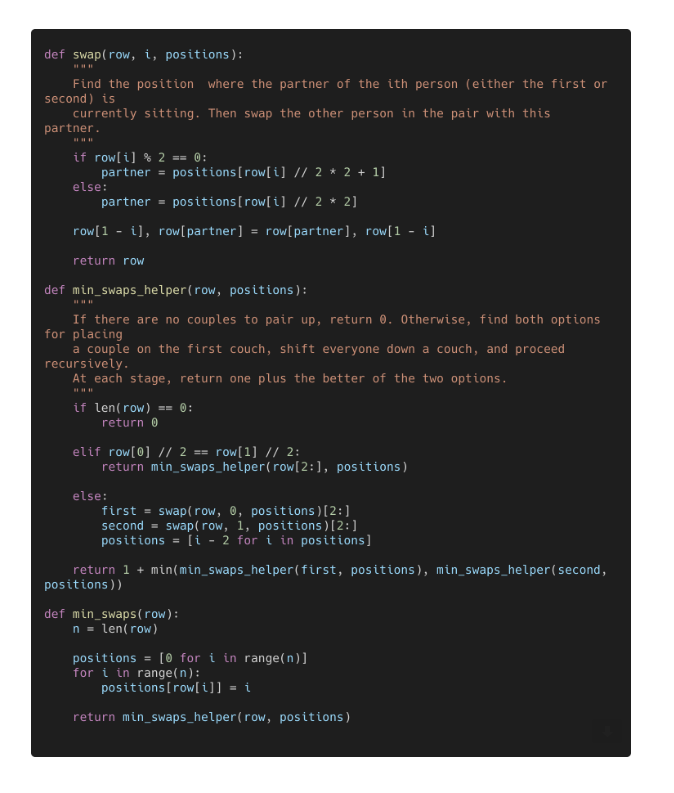 def swap(row, i, positions):
    """
    Find the position  where the partner of the ith person (either the first or
second) is
    currently sitting. Then swap the other person in the pair with this
partner.
    """
    if row[i] % 2 == 0:
        partner = positions[row[i] // 2 * 2 + 1]
    else:
        partner = positions[row[i] // 2 * 2]

    row[1 - i], row[partner] = row[partner], row[1 - i]

    return row

def min_swaps_helper(row, positions):
    """
    If there are no couples to pair up, return 0. Otherwise, find both options
for placing
    a couple on the first couch, shift everyone down a couch, and proceed
recursively.
    At each stage, return one plus the better of the two options.
    """
    if len(row) == 0:
        return 0

    elif row[0] // 2 == row[1] // 2:
        return min_swaps_helper(row[2:], positions)

    else:
        first = swap(row, 0, positions)[2:]
        second = swap(row, 1, positions)[2:]
        positions = [i - 2 for i in positions]

    return 1 + min(min_swaps_helper(first, positions), min_swaps_helper(second,
positions))

def min_swaps(row):
    n = len(row)

    positions = [0 for i in range(n)]
    for i in range(n):
        positions[row[i]] = i

    return min_swaps_helper(row, positions)